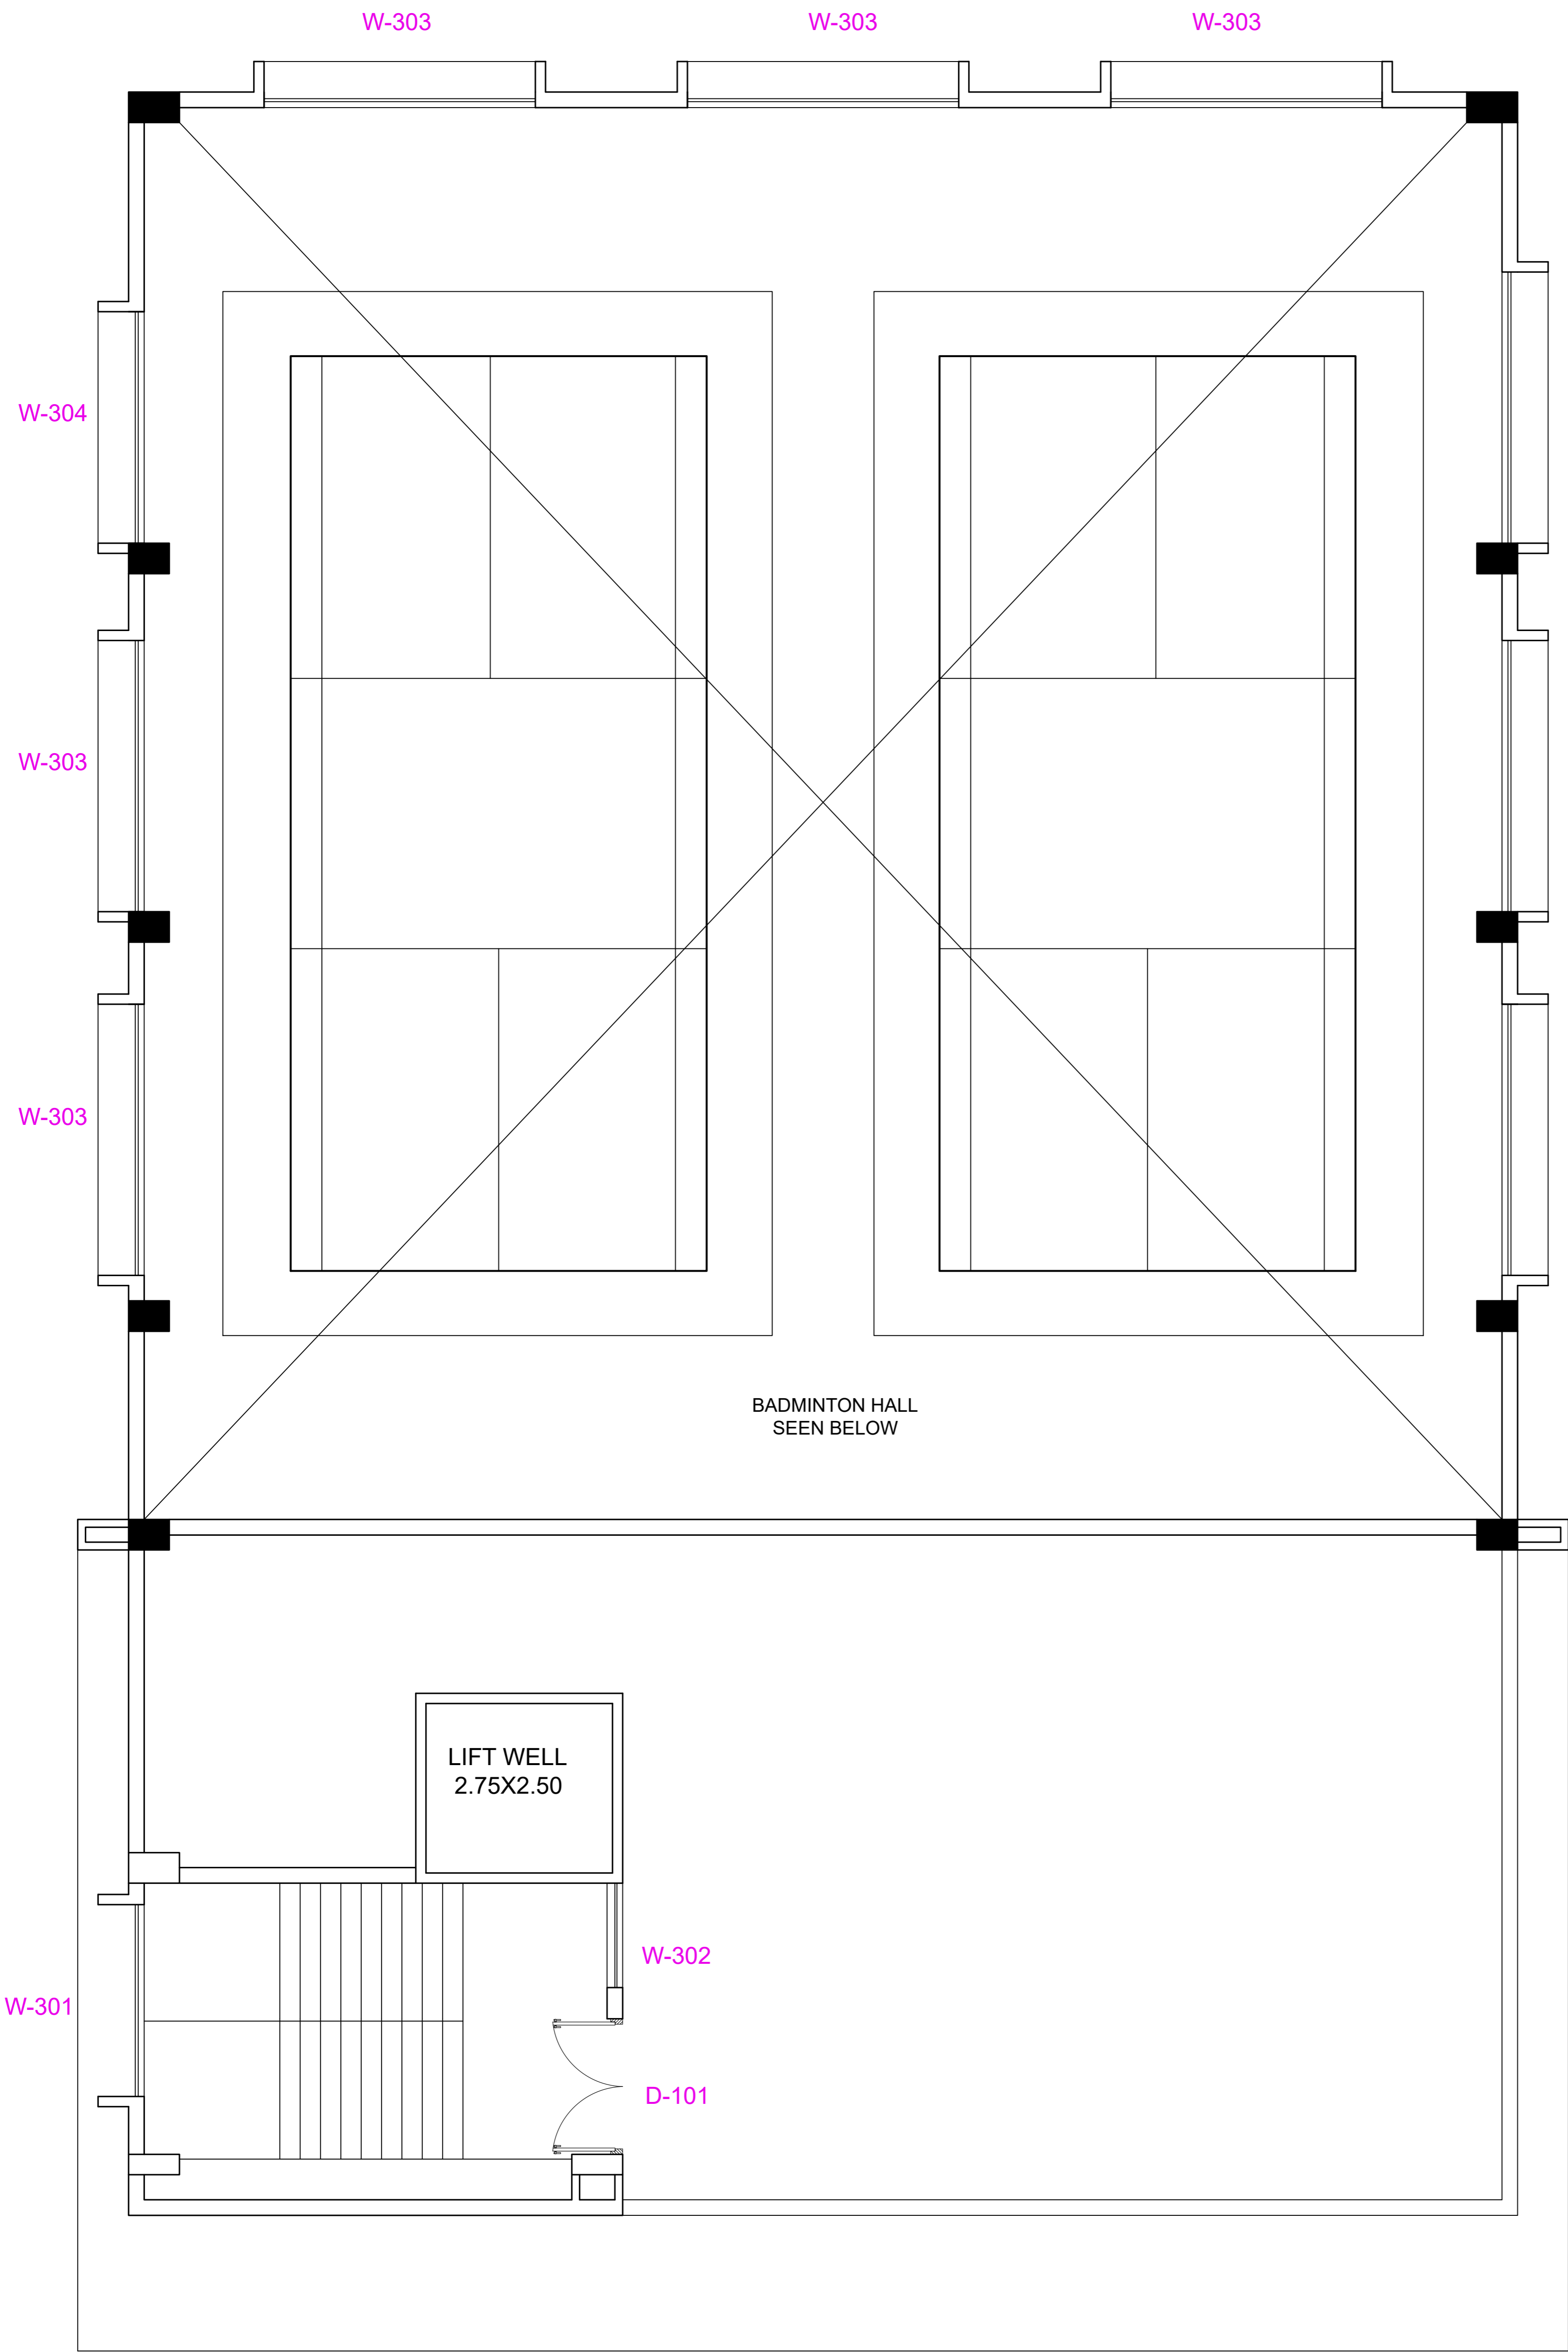 W-303
W-303
W-303
W-304
W-303
W-303
BADMINTON HALL
SEEN BELOW
LIFT WELL
2.75X2.50
W-302
W-301
D-101